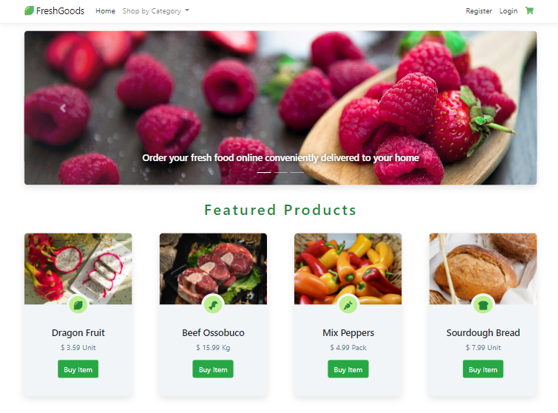 FreshGoods Home Shop by Category Register Login
Order your fresh food online conveniently delivered to your home
Featured Products
Dragon Fruit Beef Ossobuco Mix Peppers Sourdough Bread
$ 3.59 Unit $ 15.99 Kg $ 4.99 Pack $ 7.99 Unit
Buy Item Buy Item Buy Item Buy Item